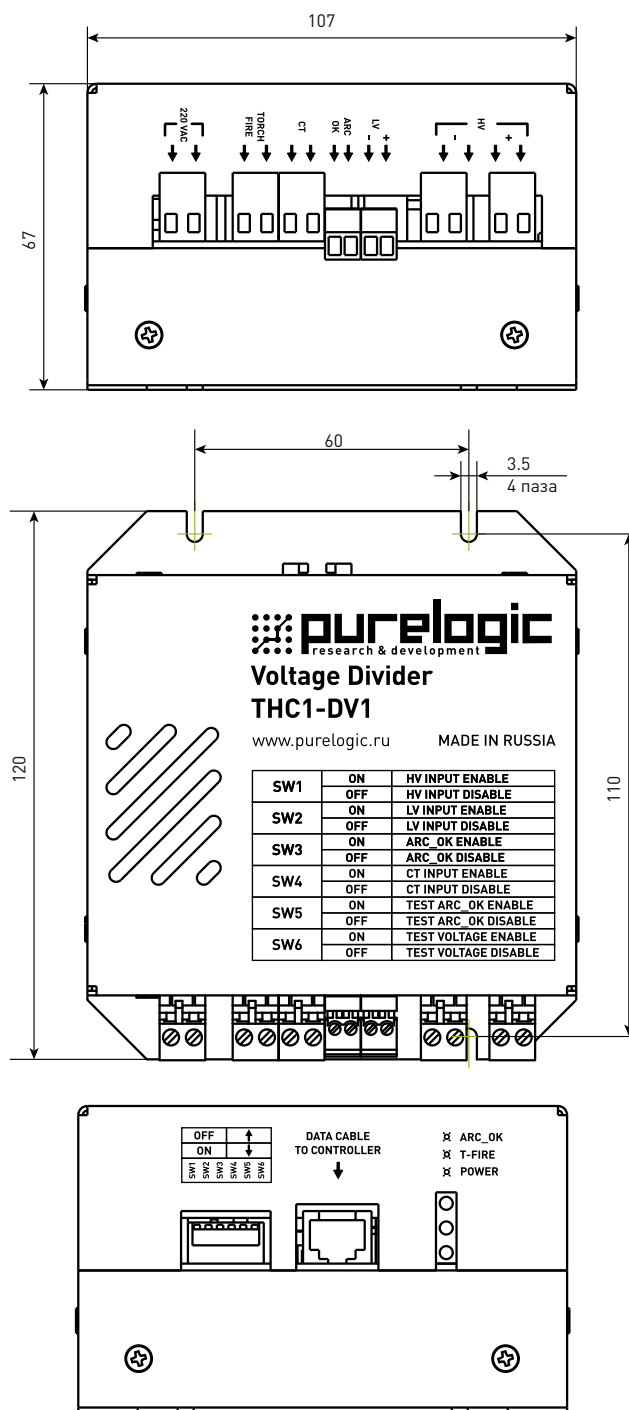 107
67
220 VAC
TORCH
FIRE
CT
ARC
OK
LV
- +
HV
- +
60
3.5
4 паза
120
110
purelogic
research & development
Voltage Divider
THC1-DV1
www.purelogic.ru MADE IN RUSSIA
SW1 ON HV INPUT ENABLE
OFF HV INPUT DISABLE
SW2 ON LV INPUT ENABLE
OFF LV INPUT DISABLE
SW3 ON ARC_OK ENABLE
OFF ARC_OK DISABLE
SW4 ON CT INPUT ENABLE
OFF CT INPUT DISABLE
SW5 ON TEST ARC_OK ENABLE
OFF TEST ARC_OK DISABLE
SW6 ON TEST VOLTAGE ENABLE
OFF TEST VOLTAGE DISABLE
OFF
ON
SW1
SW2
SW3
SW4
SW5
SW6
DATA CABLE
TO CONTROLLER
ARC_OK
T-FIRE
POWER